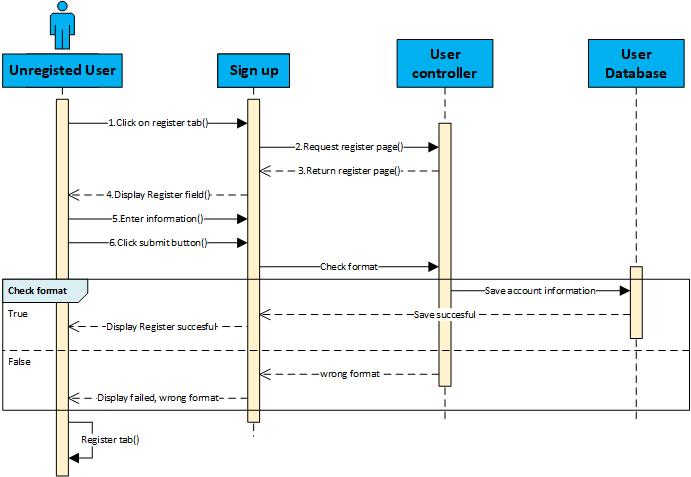 Unregisted User
Sign up
User
controller
User
Database
1.Click on register tab()
2.Request register page()
3.Return register page()
4.Display Register field()
5.Enter information()
6.Click submit button()
Check format
Check format
Save account information
True
Save succesful
Display Register succesful
False
wrong format
Display failed, wrong format
Register tab()